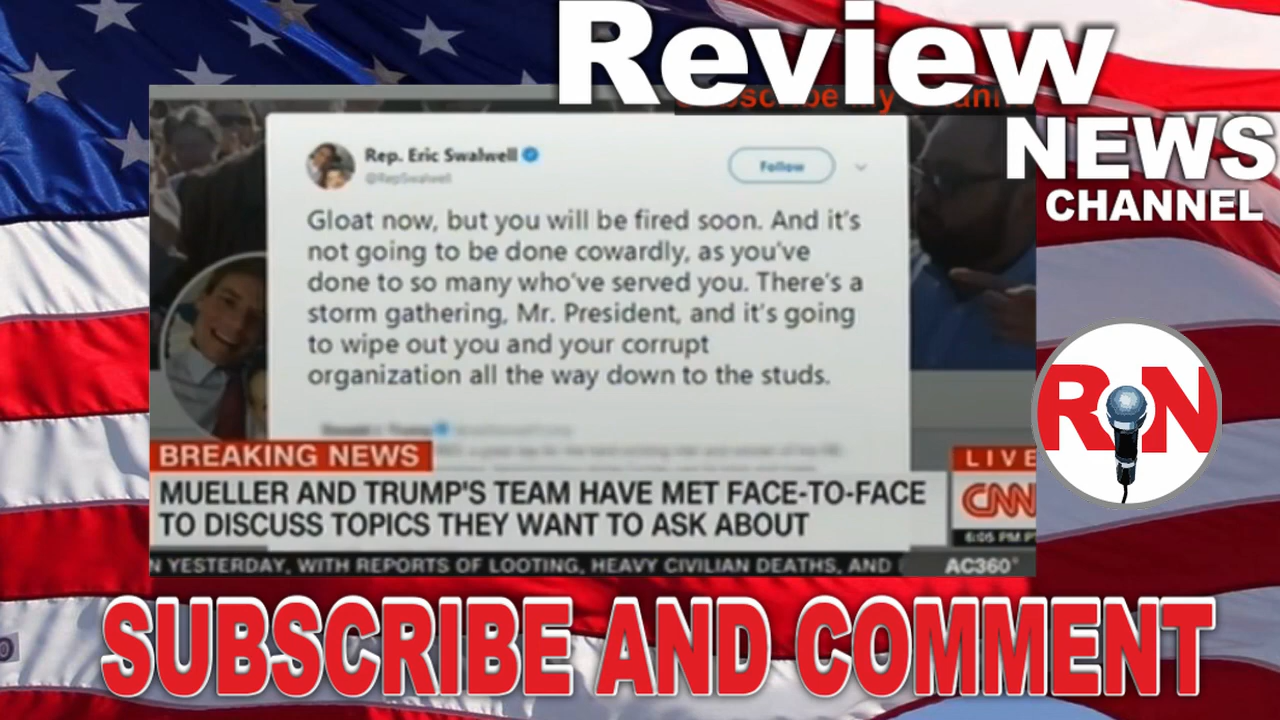 Review
NEWS
CHANNEL
Rep. Eric Swalwell
@RepSwalwell
Follow
Gloat now, but you will be fired soon. And it's
not going to be done cowardly, as you've
done to so many who've served you. There's a
storm gathering, Mr. President, and it's going
to wipe out you and your corrupt
organization all the way down to the studs.
RN
BREAKING NEWS
LIVE
MUELLER AND TRUMP'S TEAM HAVE MET FACE-TO-FACE
TO DISCUSS TOPICS THEY WANT TO ASK ABOUT
CNN
6:05 PM
N YESTERDAY, WITH REPORTS OF LOOTING, HEAVY CIVILIAN DEATHS, AND
AC360°
SUBSCRIBE AND COMMENT